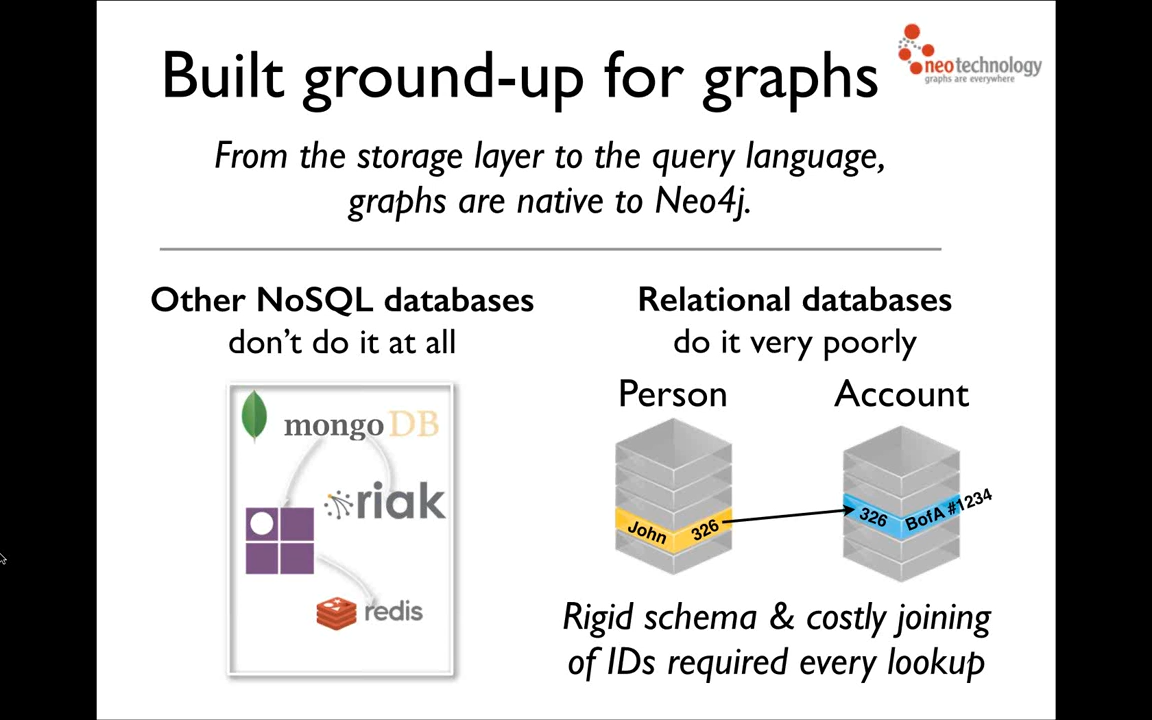 Built ground-up for graphs
neotechnology
graphs are everywhere
From the storage layer to the query language,
graphs are native to Neo4j.
Other NoSQL databases
don't do it at all
mongoDB
riak
redis
Relational databases
do it very poorly
Person
Account
John 326
326 BofA #1234
Rigid schema & costly joining
of IDs required every lookup